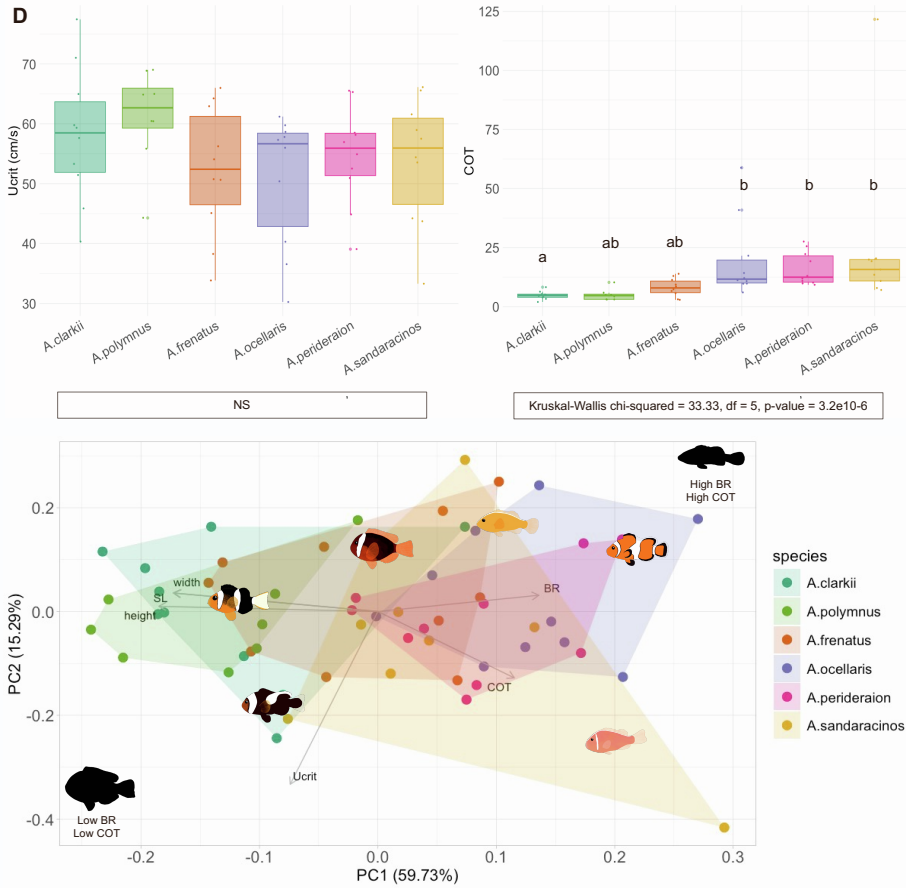 D
Ucrit (cm/s)
70
60
50
40
30
A.clarkii
A.polymnus
A.frenatus
A.ocellaris
A.perideraion
A.sandaracinos
NS
COT
125
100
75
50
25
0
a
ab
ab
b
b
b
A.clarkii
A.polymnus
A.frenatus
A.ocellaris
A.perideraion
A.sandaracinos
Kruskal-Wallis chi-squared = 33.33, df = 5, p-value = 3.2e10-6
PC2 (15.29%)
0.2
0.0
-0.2
-0.4
High BR
High COT
width
SL
height
BR
COT
Ucrit
Low BR
Low COT
-0.2
-0.1
0.0
0.1
0.2
0.3
PC1 (59.73%)
species
A.clarkii
A.polymnus
A.frenatus
A.ocellaris
A.perideraion
A.sandaracinos